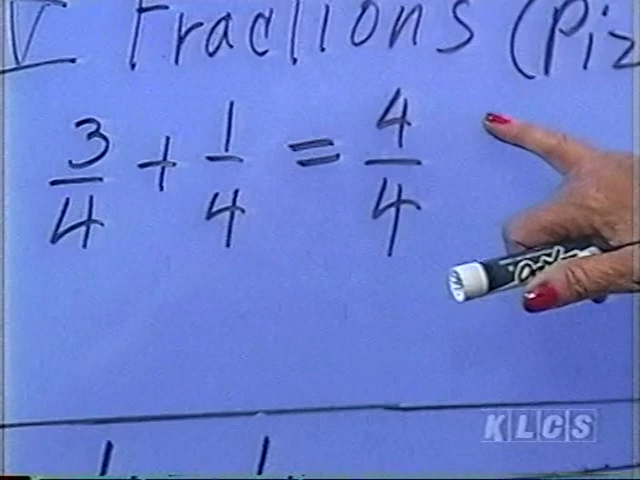 V Fractions (Piz
3/4 + 1/4 = 4/4
KLCS